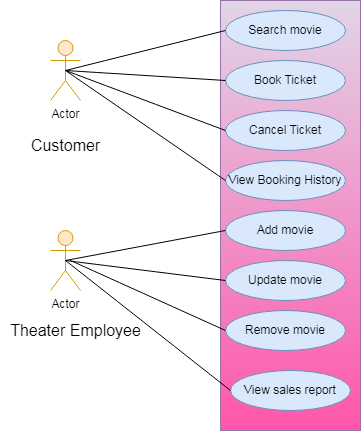 Search movie
Book Ticket
Actor
Cancel Ticket
Customer
View Booking History
Add movie
Update movie
Actor
Theater Employee
Remove movie
View sales report